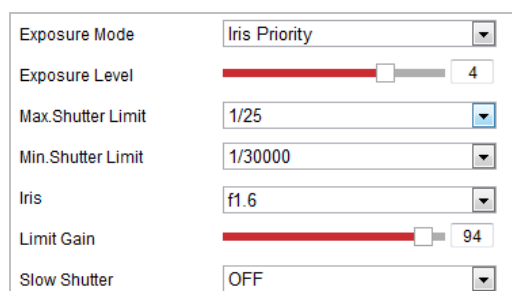 Exposure Mode Iris Priority
Exposure Level 4
Max.Shutter Limit 1/25
Min.Shutter Limit 1/30000
Iris f1.6
Limit Gain 94
Slow Shutter OFF